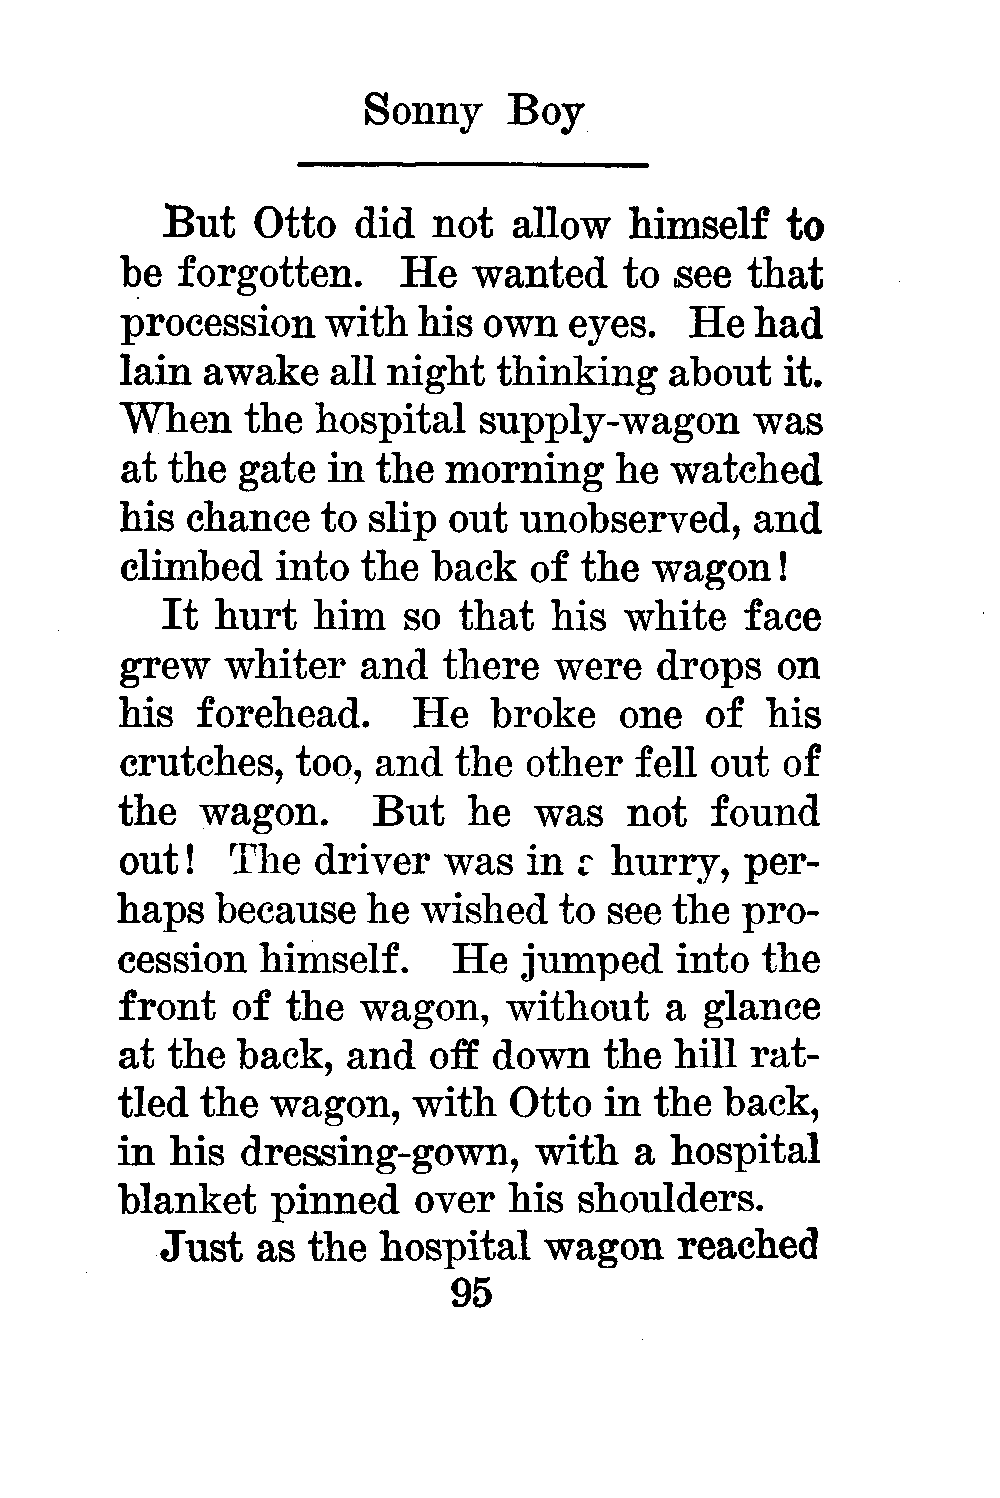 Sonny Boy
But Otto did not allow himself to
be forgotten. He wanted to see that
procession with his own eyes. He had
lain awake all night thinking about it.
When the hospital supply-wagon was
at the gate in the morning he watched
his chance to slip out unobserved, and
climbed into the back of the wagon!
It hurt him so that his white face
grew whiter and there were drops on
his forehead. He broke one of his
crutches, too, and the other fell out of
the wagon. But he was not found
out! The driver was in hurry, per-
haps because he wished to see the pro-
cession himself. He jumped into the
front of the wagon, without a glance
at the back, and off down the hill rat-
tled the wagon, with Otto in the back,
in his dressing-gown, with a hospital
blanket pinned over his shoulders.
Just as the hospital wagon reached
95